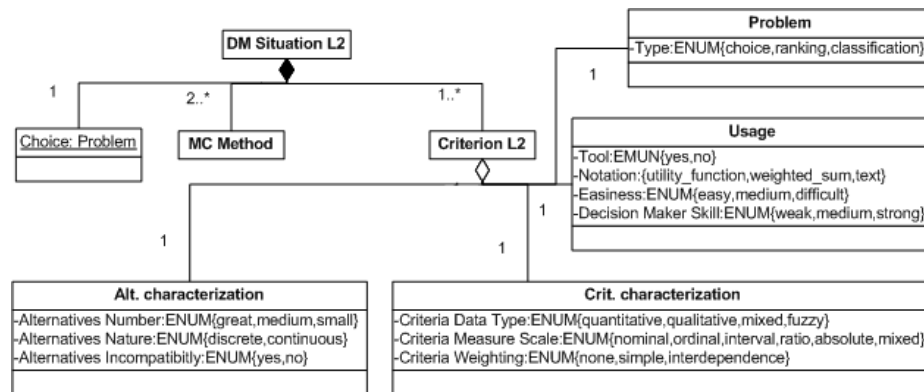 DM Situation L2
Problem
-Type:ENUM{choice,ranking,classification}
1
2..*
1..*
1
Choice: Problem
MC Method
Criterion L2
Usage
-Tool:EMUN{yes,no}
-Notation:{utility_function,weighted_sum,text}
-Easiness:ENUM{easy,medium,difficult}
-Decision Maker Skill:ENUM{weak,medium,strong}
1
1
1
Alt. characterization
-Alternatives Number:ENUM{great,medium,small}
-Alternatives Nature:ENUM{discrete,continuous}
-Alternatives Incompatibitly:ENUM{yes,no}
Crit. characterization
-Criteria Data Type:ENUM{quantitative,qualitative,mixed,fuzzy}
-Criteria Measure Scale:ENUM{nominal,ordinal,interval,ratio,absolute,mixed}
-Criteria Weighting:ENUM{none,simple,interdependence}